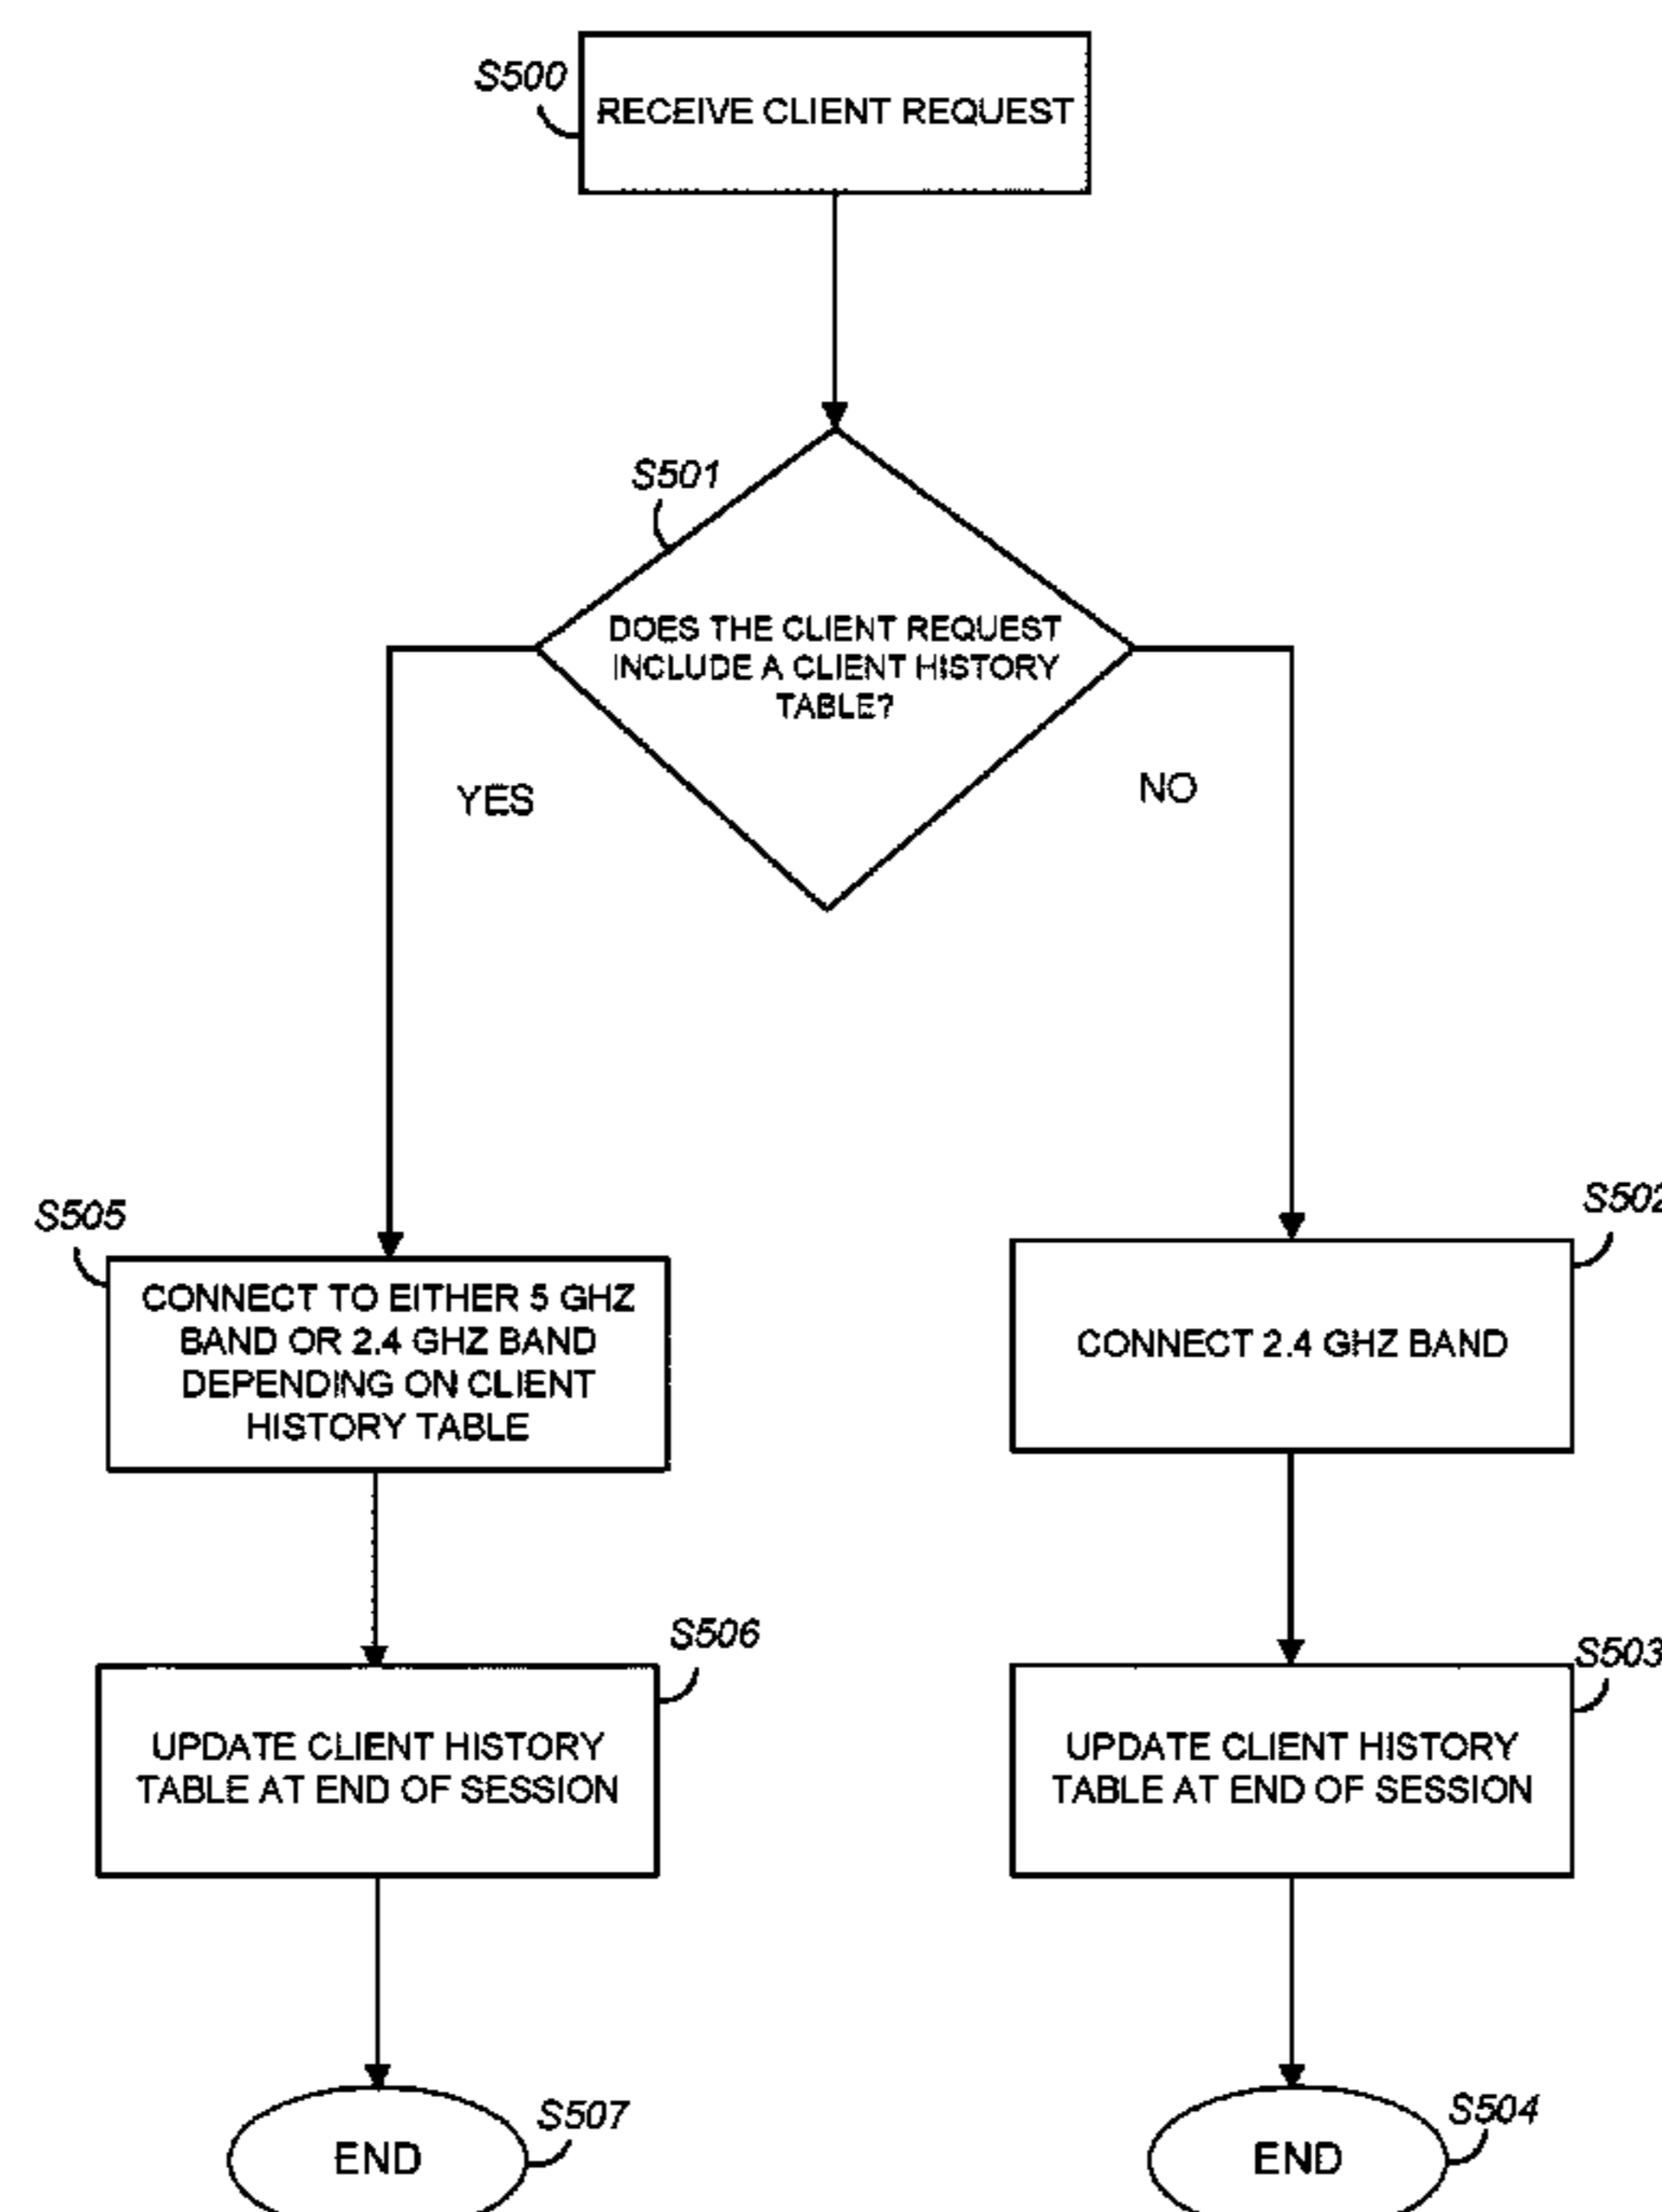 S500
RECEIVE CLIENT REQUEST
S501
DOES THE CLIENT REQUEST
INCLUDE A CLIENT HISTORY
TABLE?
YES
NO
S505
CONNECT TO EITHER 5 GHZ
BAND OR 2.4 GHZ BAND
DEPENDING ON CLIENT
HISTORY TABLE
S502
CONNECT 2.4 GHZ BAND
S506
UPDATE CLIENT HISTORY
TABLE AT END OF SESSION
S503
UPDATE CLIENT HISTORY
TABLE AT END OF SESSION
END
S507
END
S504